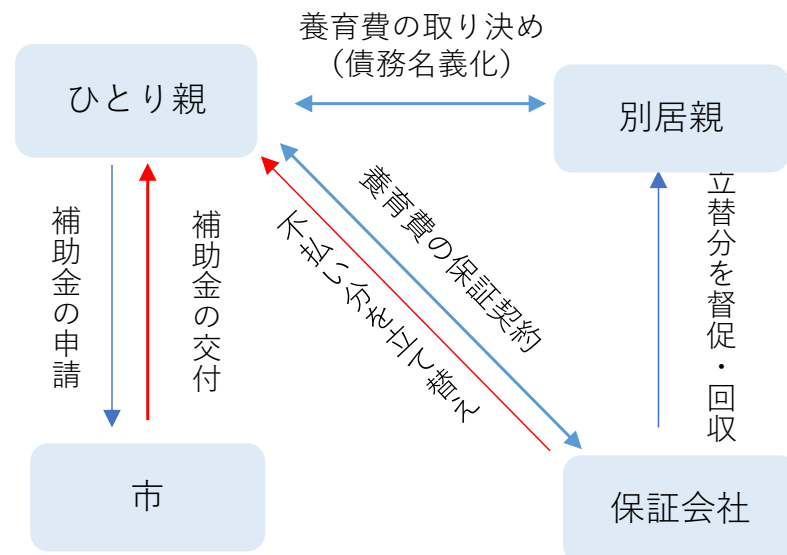 養育費の取り決め
（債務名義化）
ひとり親
別居親
養育費の保証契約
不払い分を立て替え
補助金の申請
補助金の交付
立替分を督促・回収
市
保証会社